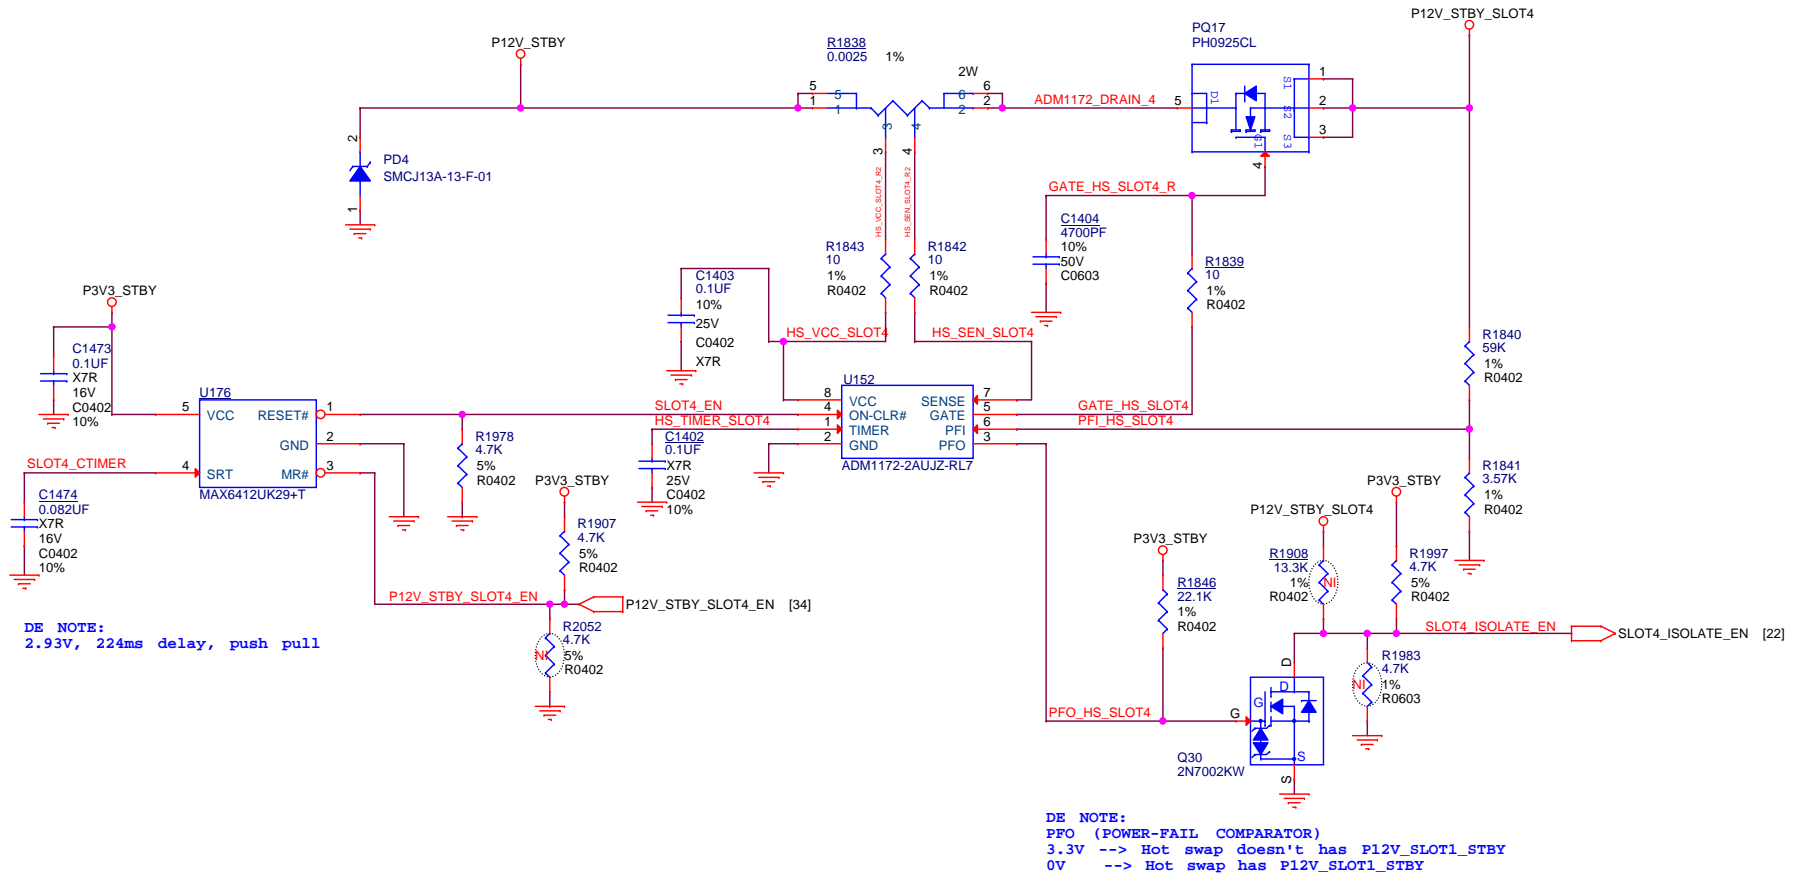 P12V_STBY_SLOT4
P12V_STBY
R1838
0.0025 1%
2W
PQ17
PH0925CL
5
1
5
1
6
2
6
2
3
4
3
4
ADM1172_DRAIN_4
5
D1
S1
S2
S3
G1
1
2
3
4
2
PD4
SMCJ13A-13-F-01
1
HS_VCC_SLOT4_R2
HS_SEN_SLOT4_R2
GATE_HS_SLOT4_R
C1404
4700PF
10%
50V
C0603
R1843
10
1%
R0402
R1842
10
1%
R0402
R1839
10
1%
R0402
C1403
0.1UF
10%
25V
C0402
X7R
HS_VCC_SLOT4
HS_SEN_SLOT4
R1840
59K
1%
R0402
P3V3_STBY
C1473
0.1UF
X7R
16V
C0402
10%
U176
5
VCC
RESET#
1
GND
2
4
SRT
MR#
3
MAX6412UK29+T
SLOT4_CTIMER
C1474
0.082UF
X7R
16V
C0402
10%
R1978
4.7K
5%
R0402
SLOT4_EN
HS_TIMER_SLOT4
C1402
0.1UF
X7R
25V
C0402
10%
U152
8
VCC
SENSE
7
4
ON-CLR#
GATE
5
1
TIMER
PFI
6
2
GND
PFO
3
ADM1172-2AUJZ-RL7
GATE_HS_SLOT4
PFI_HS_SLOT4
R1841
3.57K
1%
R0402
P3V3_STBY
R1907
4.7K
5%
R0402
P12V_STBY_SLOT4_EN
P12V_STBY_SLOT4_EN [34]
R2052
4.7K
NI
5%
R0402
DE NOTE:
2.93V, 224ms delay, push pull
P3V3_STBY
R1846
22.1K
1%
R0402
P12V_STBY_SLOT4
R1908
13.3K
1%
NI
R0402
P3V3_STBY
R1997
4.7K
5%
R0402
SLOT4_ISOLATE_EN
SLOT4_ISOLATE_EN [22]
R1983
4.7K
NI
1%
R0603
PFO_HS_SLOT4
G
D
D
G
S
S
Q30
2N7002KW
DE NOTE:
PFO (POWER-FAIL COMPARATOR)
3.3V --> Hot swap doesn't has P12V_SLOT1_STBY
0V --> Hot swap has P12V_SLOT1_STBY